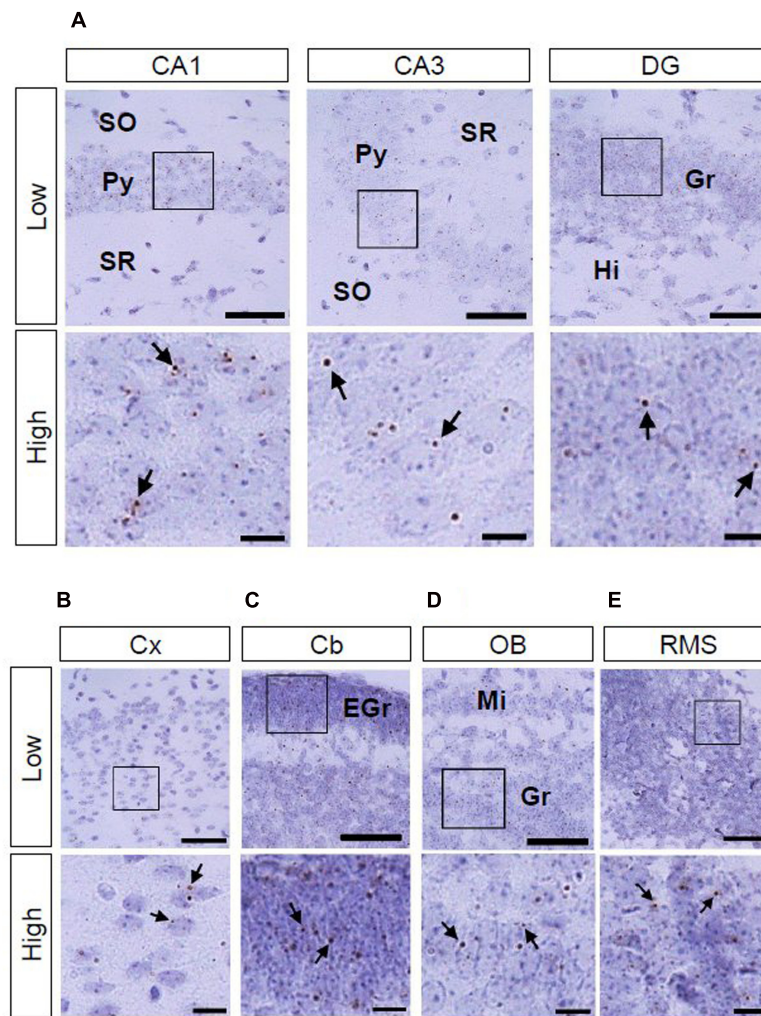 A
CA1 CA3 DG
Low
SO
Py
SR
Py
SR
SO
Gr
Hi
High
B C D E
Cx Cb OB RMS
Low
EGr
Mi
Gr
High